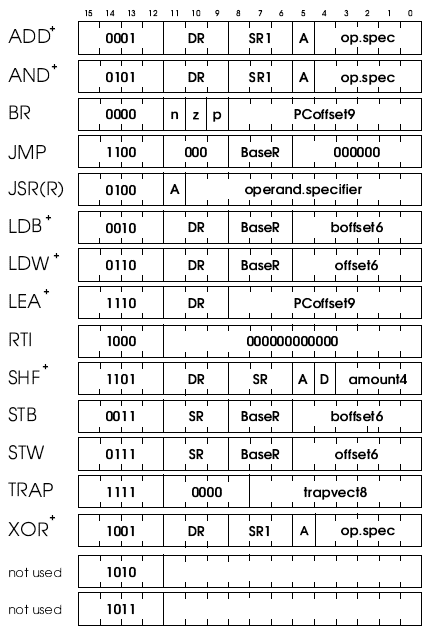 15 14 13 12 11 10 9 8 7 6 5 4 3 2 1 0
ADD+ 0001 DR SR1 A op.spec
AND+ 0101 DR SR1 A op.spec
BR 0000 n z p PCoffset9
JMP 1100 000 BaseR 000000
JSR(R) 0100 A operand.specifier
LDB+ 0010 DR BaseR boffset6
LDW+ 0110 DR BaseR offset6
LEA+ 1110 DR PCoffset9
RTI 1000 000000000000
SHF+ 1101 DR SR A D amount4
STB 0011 SR BaseR boffset6
STW 0111 SR BaseR offset6
TRAP 1111 0000 trapvect8
XOR+ 1001 DR SR1 A op.spec
not used 1010
not used 1011